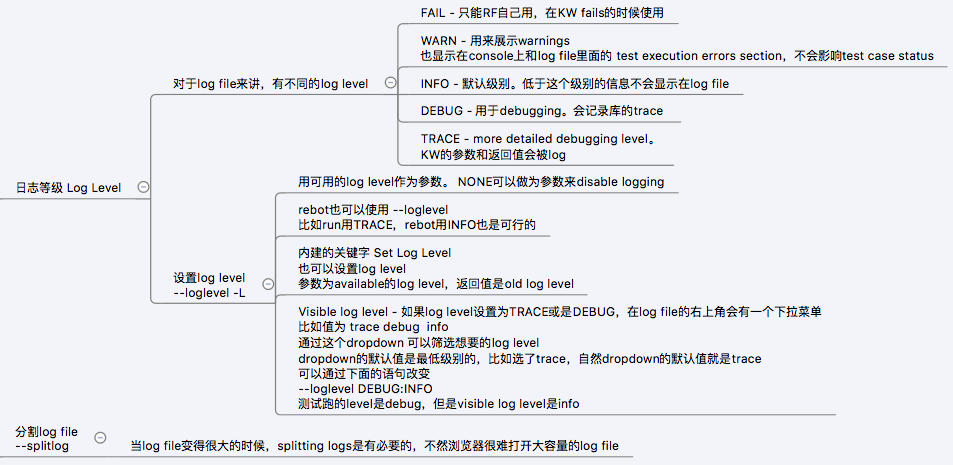 日志等级 Log Level
对于log file来讲，有不同的log level
FAIL - 只能RF自己用，在KW fails的时候使用
WARN - 用来展示warnings
也显示在console上和log file里面的 test execution errors section，不会影响test case status
INFO - 默认级别。低于这个级别的信息不会显示在log file
DEBUG - 用于debugging。会记录库的trace
TRACE - more detailed debugging level。
KW的参数和返回值会被log
设置log level
--loglevel -L
用可用的log level作为参数。 NONE可以做为参数来disable logging
rebot也可以使用 --loglevel
比如run用TRACE，rebot用INFO也是可行的
内建的关键字 Set Log Level
也可以设置log level
参数为available的log level，返回值是old log level
Visible log level - 如果log level设置为TRACE或是DEBUG，在log file的右上角会有一个下拉菜单
比如值为 trace debug info
通过这个dropdown 可以筛选想要的log level
dropdown的默认值是最低级别的，比如选了trace，自然dropdown的默认值就是trace
可以通过下面的语句改变
--loglevel DEBUG:INFO
测试跑的level是debug，但是visible log level是info
分割log file
--splitlog
当log file变得很大的时候，splitting logs是有必要的，不然浏览器很难打开大容量的log file